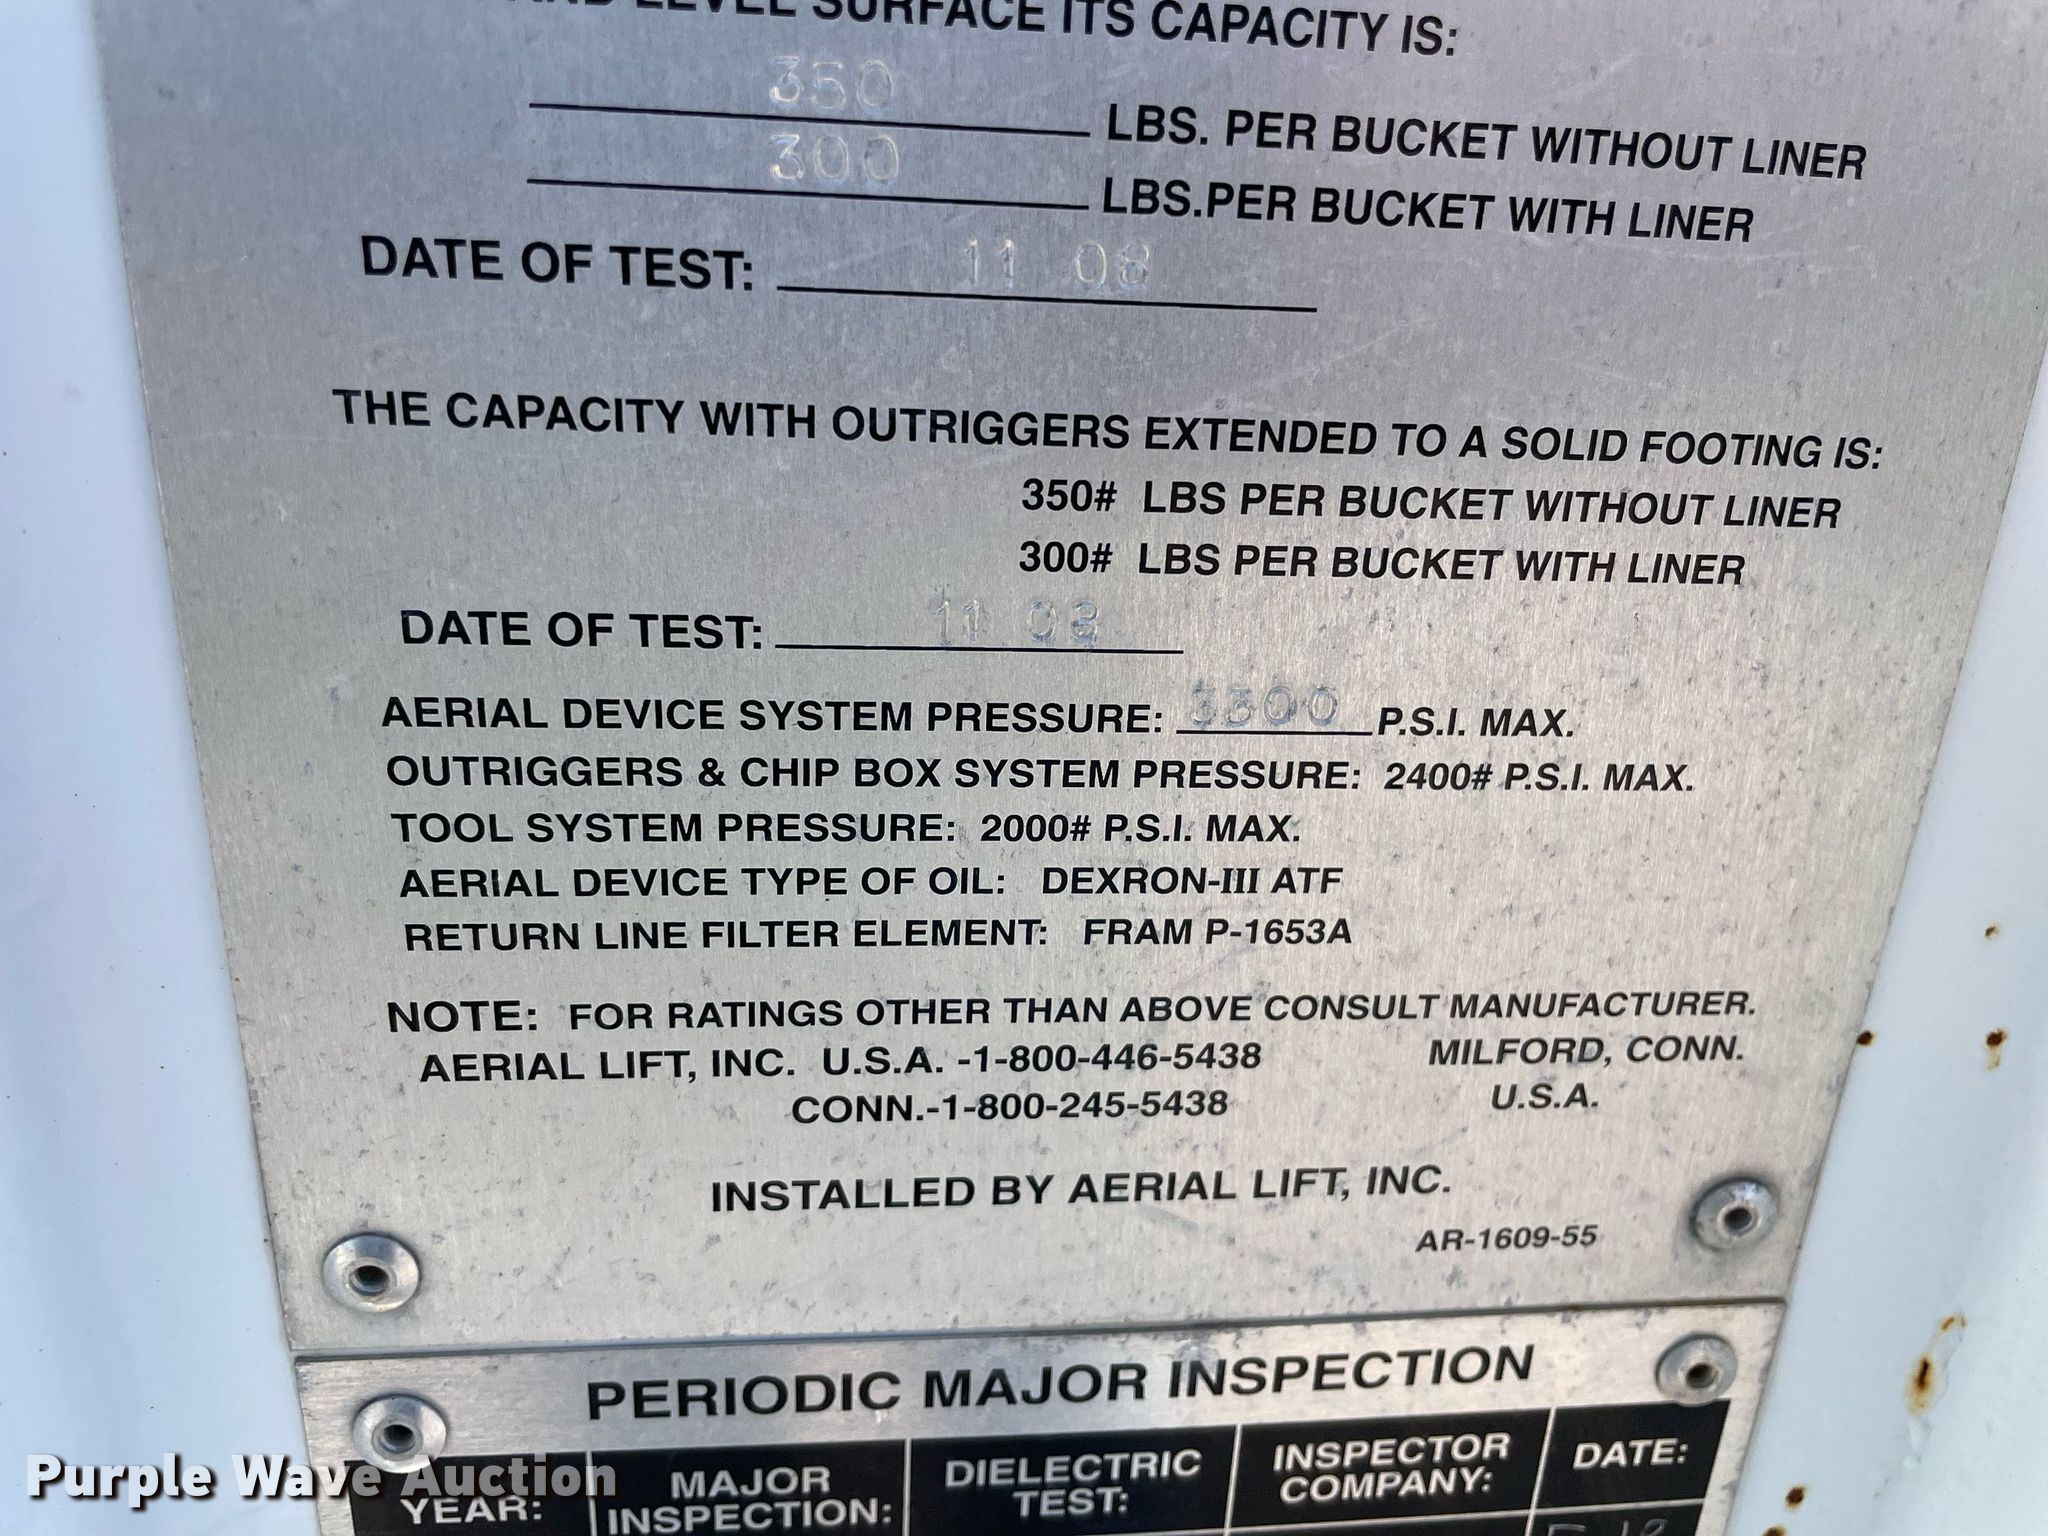 AND LEVEL SURFACE ITS CAPACITY IS:
350 LBS. PER BUCKET WITHOUT LINER
300 LBS.PER BUCKET WITH LINER
DATE OF TEST: 11 08
THE CAPACITY WITH OUTRIGGERS EXTENDED TO A SOLID FOOTING IS:
350# LBS PER BUCKET WITHOUT LINER
300# LBS PER BUCKET WITH LINER
DATE OF TEST: 11 08
AERIAL DEVICE SYSTEM PRESSURE: 3300 P.S.I. MAX.
OUTRIGGERS & CHIP BOX SYSTEM PRESSURE: 2400# P.S.I. MAX.
TOOL SYSTEM PRESSURE: 2000# P.S.I. MAX.
AERIAL DEVICE TYPE OF OIL: DEXRON-III ATF
RETURN LINE FILTER ELEMENT: FRAM P-1653A
NOTE: FOR RATINGS OTHER THAN ABOVE CONSULT MANUFACTURER.
AERIAL LIFT, INC. U.S.A. -1-800-446-5438 MILFORD, CONN.
CONN.-1-800-245-5438 U.S.A.
INSTALLED BY AERIAL LIFT, INC.
AR-1609-55
PERIODIC MAJOR INSPECTION
YEAR: MAJOR INSPECTION: DIELECTRIC TEST: INSPECTOR COMPANY: DATE:
Purple Wave Auction